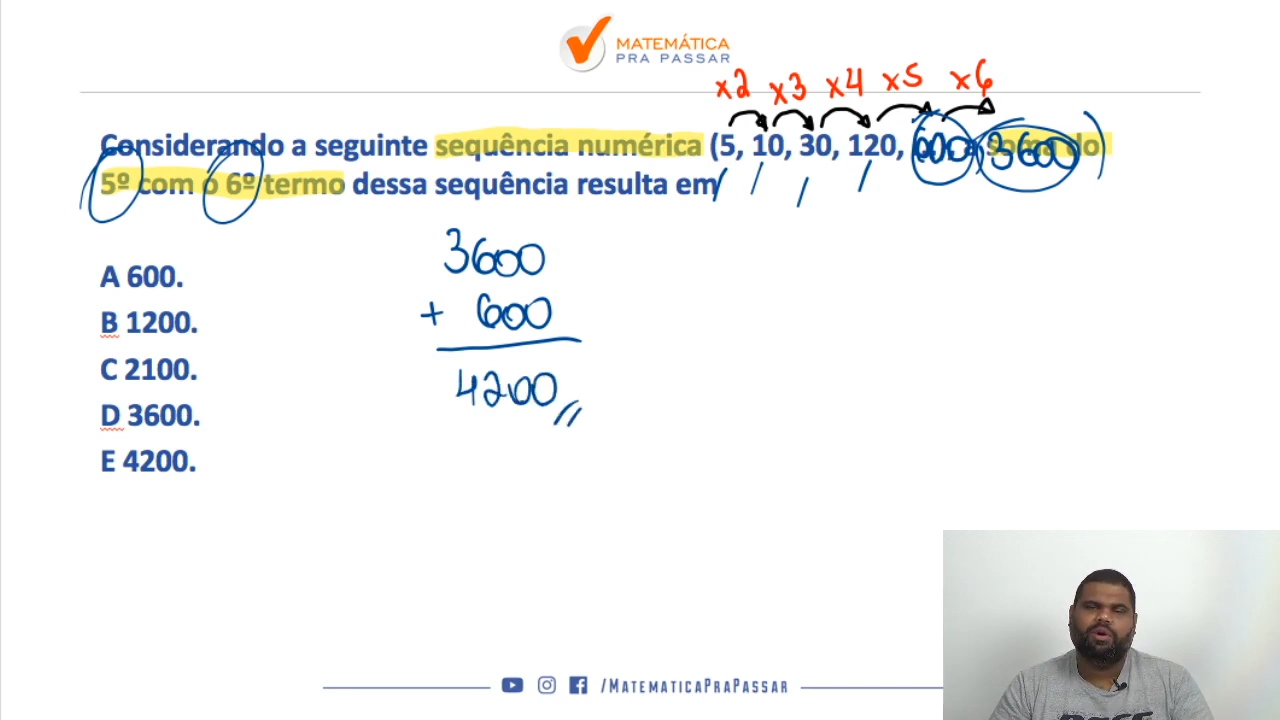 MATEMÁTICA
PRA PASSAR
x2 x3 x4 x5 x6
Considerando a seguinte sequência numérica (5, 10, 30, 120, 600, 3600) soma do
5º com o 6º termo dessa sequência resulta em
3600
+ 600
4200
A 600.
B 1200.
C 2100.
D 3600.
E 4200.
/MATEMATICAPRAPASSAR